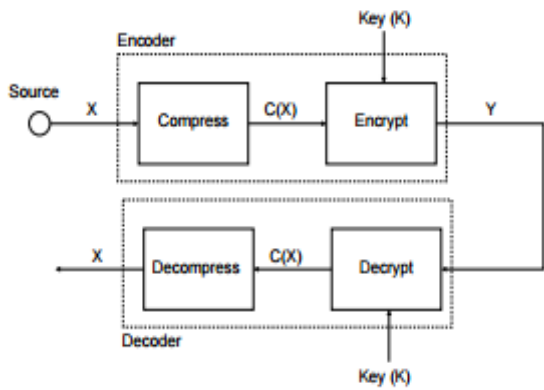 Key (K)
Encoder
Source
X
Compress
C(X)
Encrypt
Y
X
Decompress
C(X)
Decrypt
Decoder
Key (K)